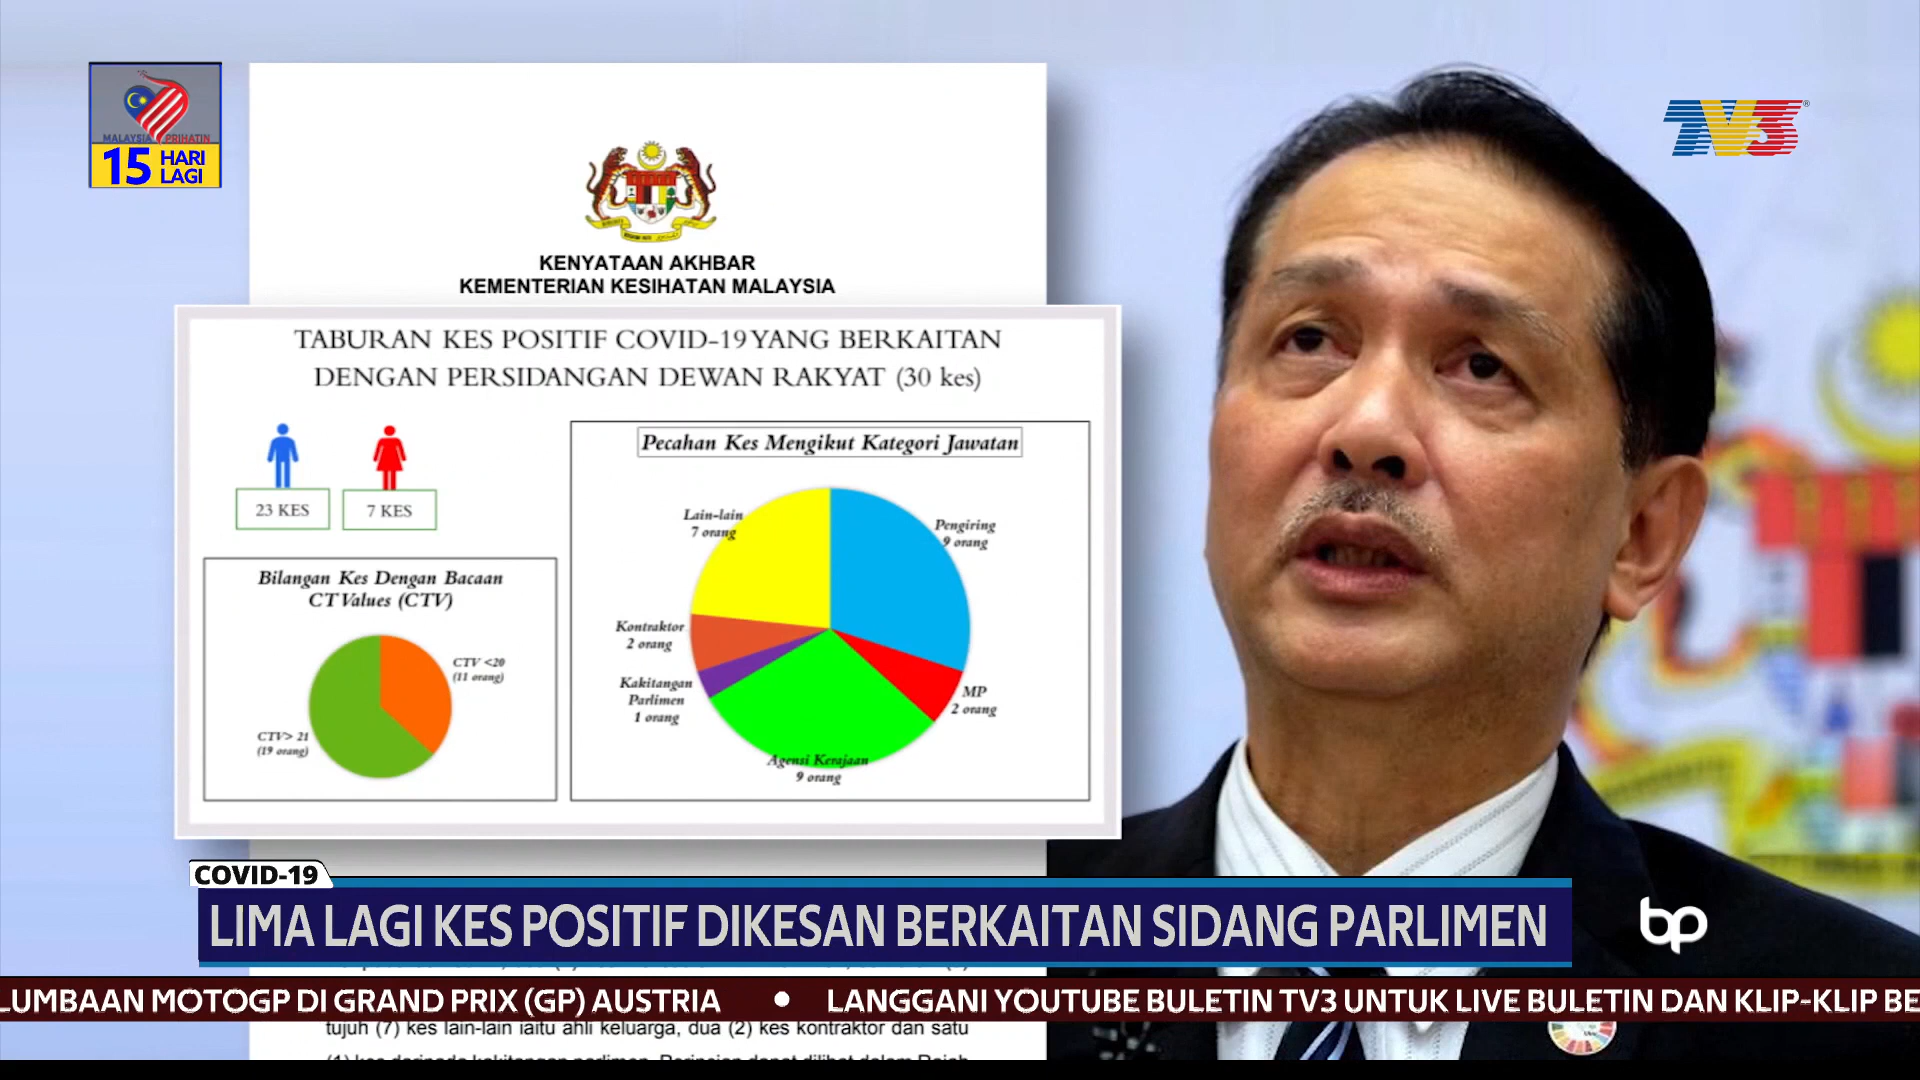 MALAYSIA PRIHATIN
15 HARI LAGI
TV3
KENYATAAN AKHBAR
KEMENTERIAN KESIHATAN MALAYSIA
TABURAN KES POSITIF COVID-19 YANG BERKAITAN
DENGAN PERSIDANGAN DEWAN RAKYAT (30 kes)
23 KES
7 KES
Bilangan Kes Dengan Bacaan
CT Values (CTV)
CTV <20
(11 orang)
CTV> 21
(19 orang)
Pecahan Kes Mengikut Kategori Jawatan
Lain-lain
7 orang
Pengiring
9 orang
Kontraktor
2 orang
Kakitangan
Parlimen
1 orang
MP
2 orang
Agensi Kerajaan
9 orang
COVID-19
LIMA LAGI KES POSITIF DIKESAN BERKAITAN SIDANG PARLIMEN
bp
LUMBAAN MOTOGP DI GRAND PRIX (GP) AUSTRIA • LANGGANI YOUTUBE BULETIN TV3 UNTUK LIVE BULETIN DAN KLIP-KLIP BE
tujuh (7) kes lain-lain iaitu ahli keluarga, dua (2) kes kontraktor dan satu